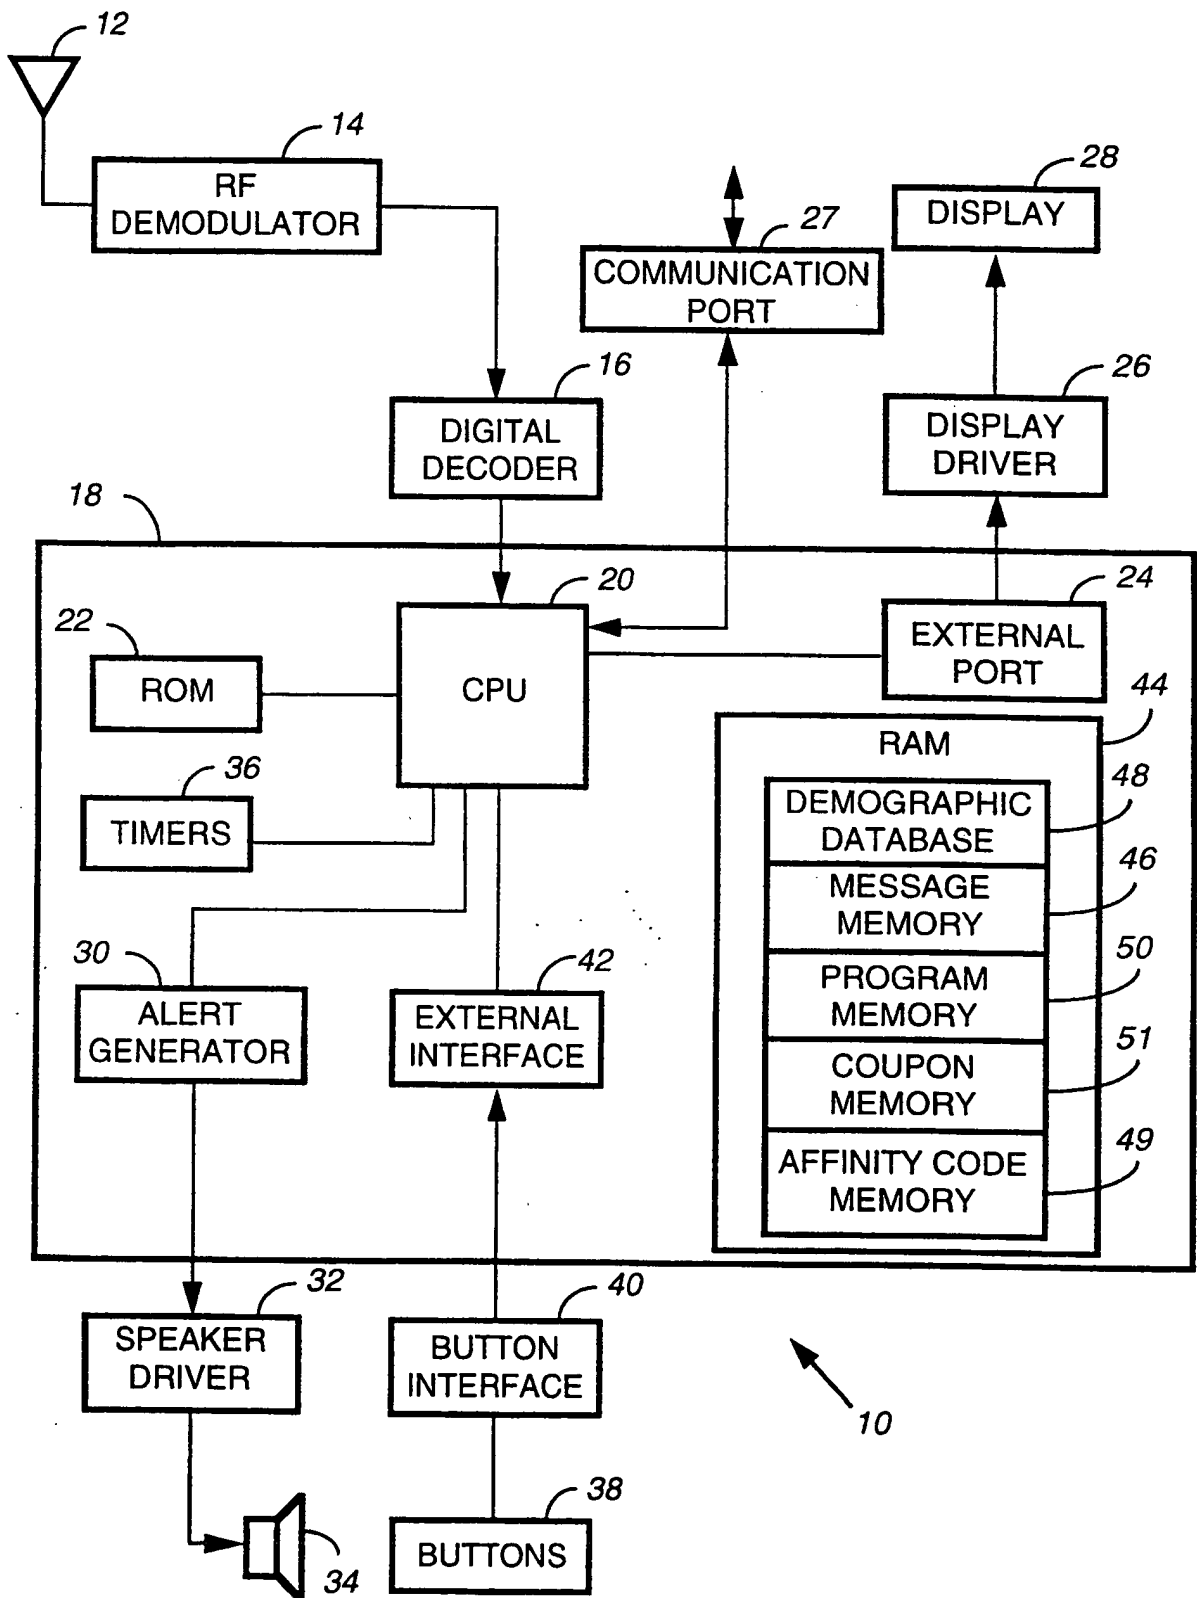 12
14
RF
DEMODULATOR
28
DISPLAY
27
COMMUNICATION
PORT
16
DIGITAL
DECODER
26
DISPLAY
DRIVER
18
20
CPU
24
EXTERNAL
PORT
22
ROM
44
RAM
36
TIMERS
48
DEMOGRAPHIC
DATABASE
46
MESSAGE
MEMORY
50
PROGRAM
MEMORY
51
COUPON
MEMORY
49
AFFINITY CODE
MEMORY
30
ALERT
GENERATOR
42
EXTERNAL
INTERFACE
32
SPEAKER
DRIVER
40
BUTTON
INTERFACE
10
34
38
BUTTONS